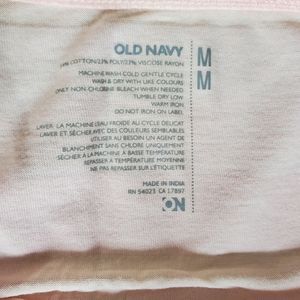 OLD NAVY
M
M
COTTON/23% POLY/23% VISCOSE RAYON
MACHINE WASH COLD GENTLE CYCLE
WASH & DRY WITH LIKE COLOURS
ONLY NON-CHLORINE BLEACH WHEN NEEDED
TUMBLE DRY LOW
WARM IRON
DO NOT IRON ON LABEL
LAVER LA MACHINE EAU FROIDE AU CYCLE DELICAT
LAVER ET SÉCHER AVEC DES COULEURS SEMBLABLES
UTILISER AU BESOIN UN AGENT DE
BLANCHIMENT SANS CHLORE UNIQUEMENT
SÉCHER A LA MACHINE À BASSE TEMPÉRATURE
REPASSER A TEMPÉRATURE MOYENNE
NE PAS REPASSER SUR L'ÉTIQUETTE
MADE IN INDIA
RN 54023 CA 17897
ON